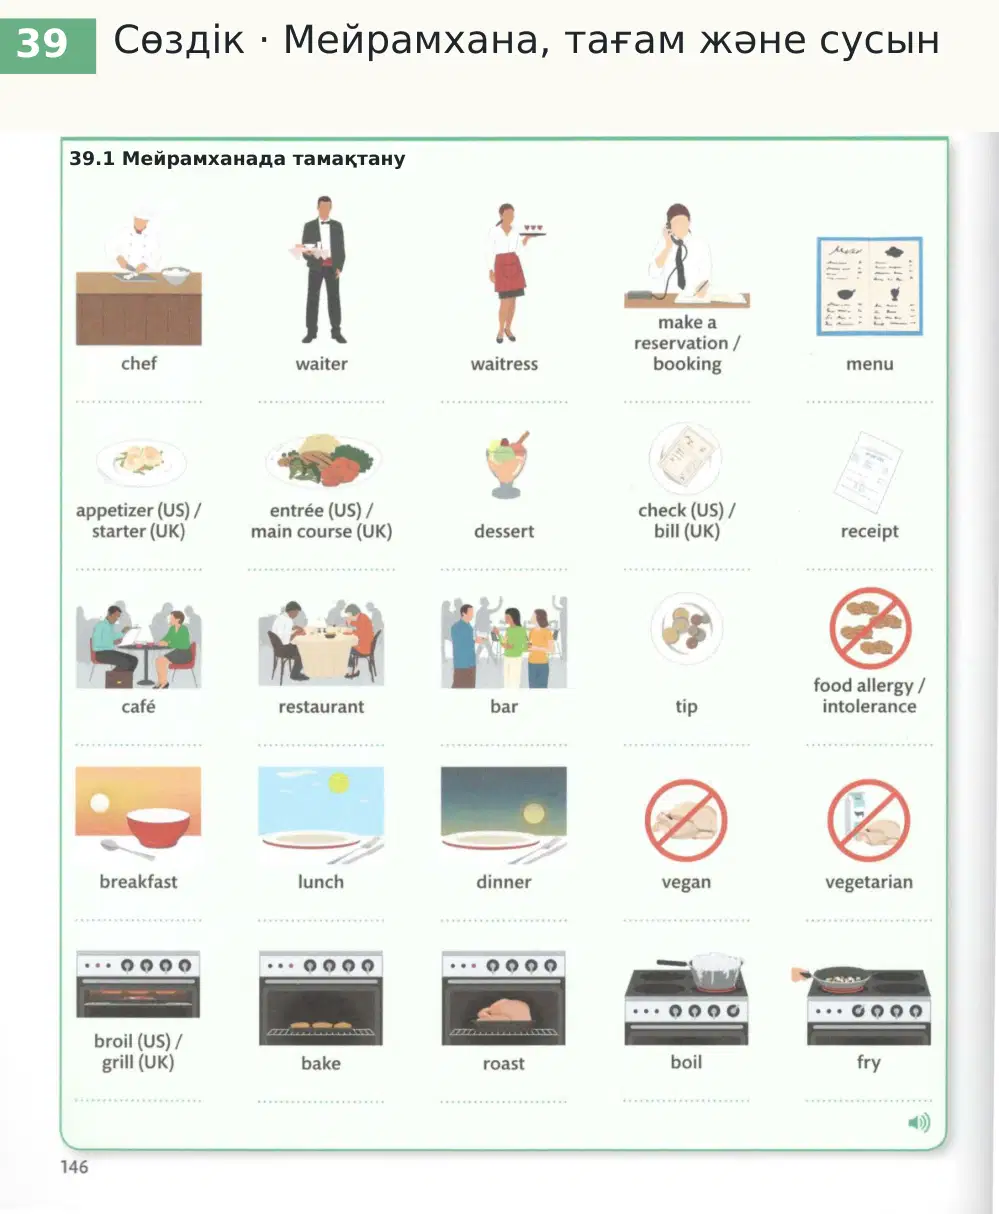 39
Сөздік · Мейрамхана, тағам және сусын
39.1 Мейрамханада тамақтану
chef
waiter
waitress
make a
reservation /
booking
menu
appetizer (US) /
starter (UK)
entrée (US) /
main course (UK)
dessert
check (US) /
bill (UK)
receipt
café
restaurant
bar
tip
food allergy /
intolerance
breakfast
lunch
dinner
vegan
vegetarian
broil (US) /
grill (UK)
bake
roast
boil
fry
146